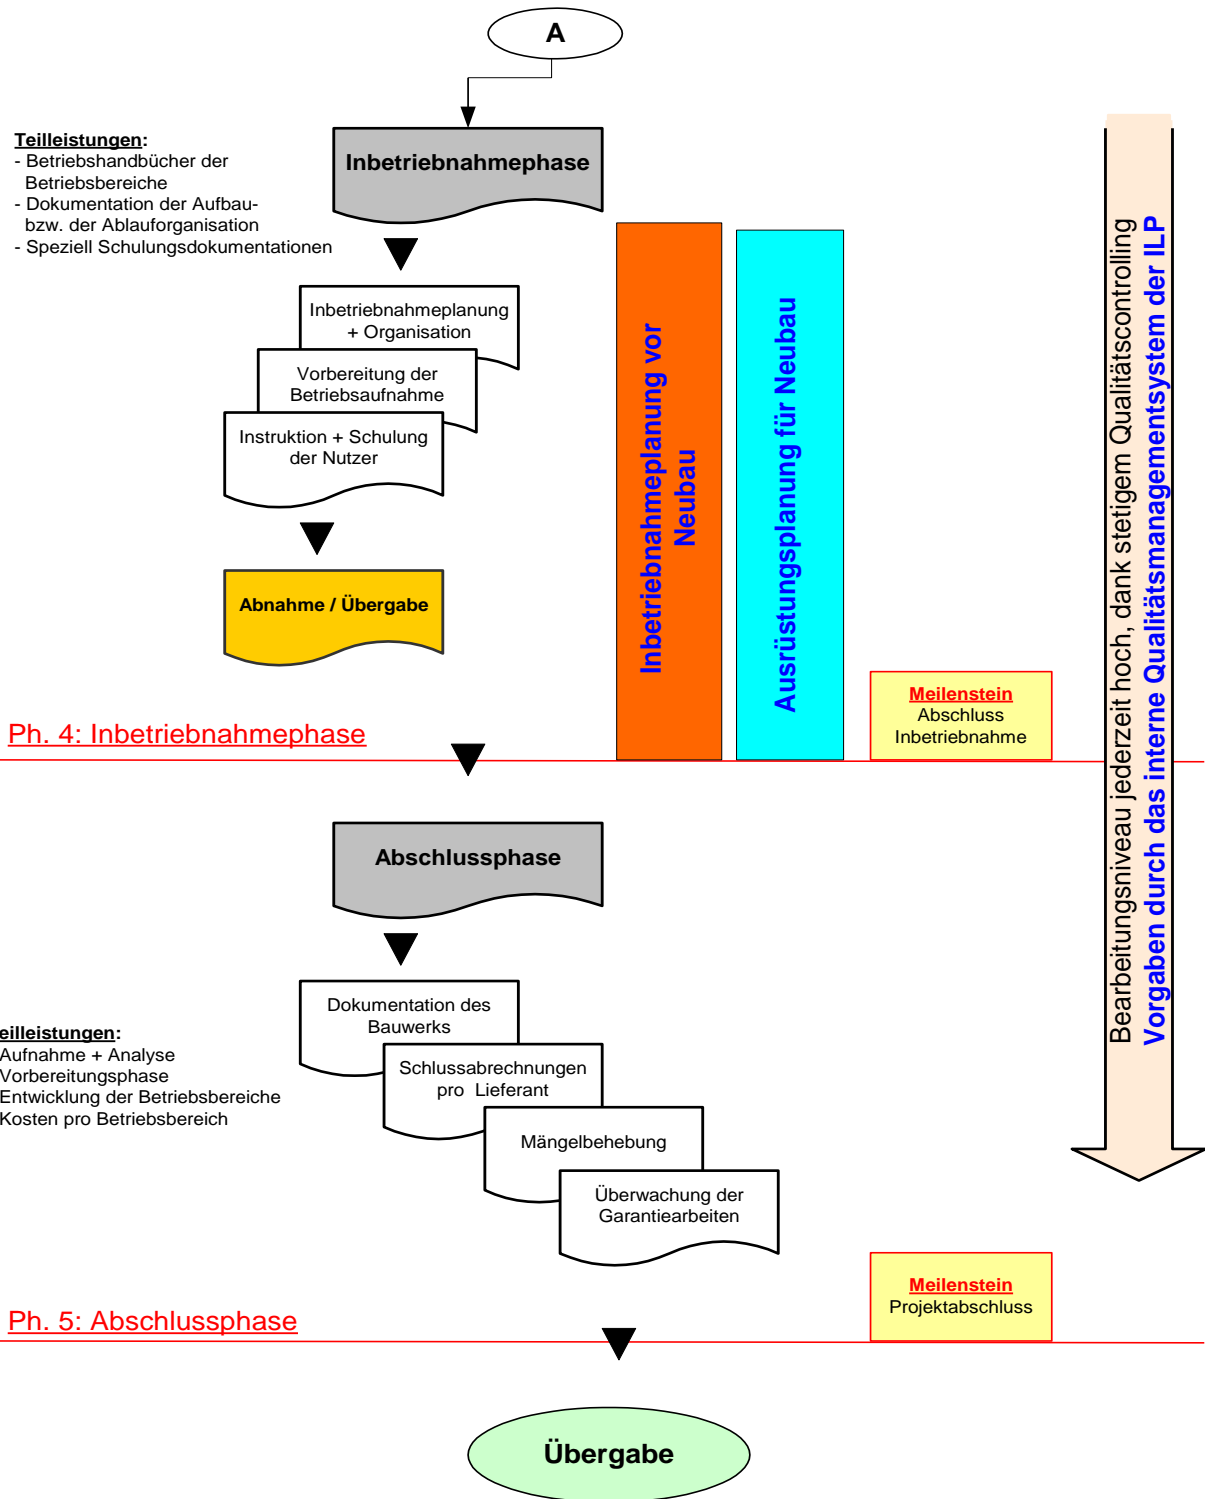 A
Teilleistungen:
- Betriebshandbücher der
Betriebsbereiche
- Dokumentation der Aufbau-
bzw. der Ablauforganisation
- Speziell Schulungsdokumentationen
Inbetriebnahmephase
Inbetriebnahmeplanung
+ Organisation
Vorbereitung der
Betriebsaufnahme
Instruktion + Schulung
der Nutzer
Abnahme / Übergabe
Inbetriebnahmeplanung vor
Neubau
Ausrüstungsplanung für Neubau
Bearbeitungsniveau jederzeit hoch, dank stetigem Qualitätscontrolling
Vorgaben durch das interne Qualitätsmanagementsystem der ILP
Meilenstein
Abschluss
Inbetriebnahme
Ph. 4: Inbetriebnahmephase
Abschlussphase
Dokumentation des
Bauwerks
Schlussabrechnungen
pro Lieferant
Mängelbehebung
Überwachung der
Garantiearbeiten
eilleistungen:
Aufnahme + Analyse
Vorbereitungsphase
Entwicklung der Betriebsbereiche
Kosten pro Betriebsbereich
Meilenstein
Projektabschluss
Ph. 5: Abschlussphase
Übergabe